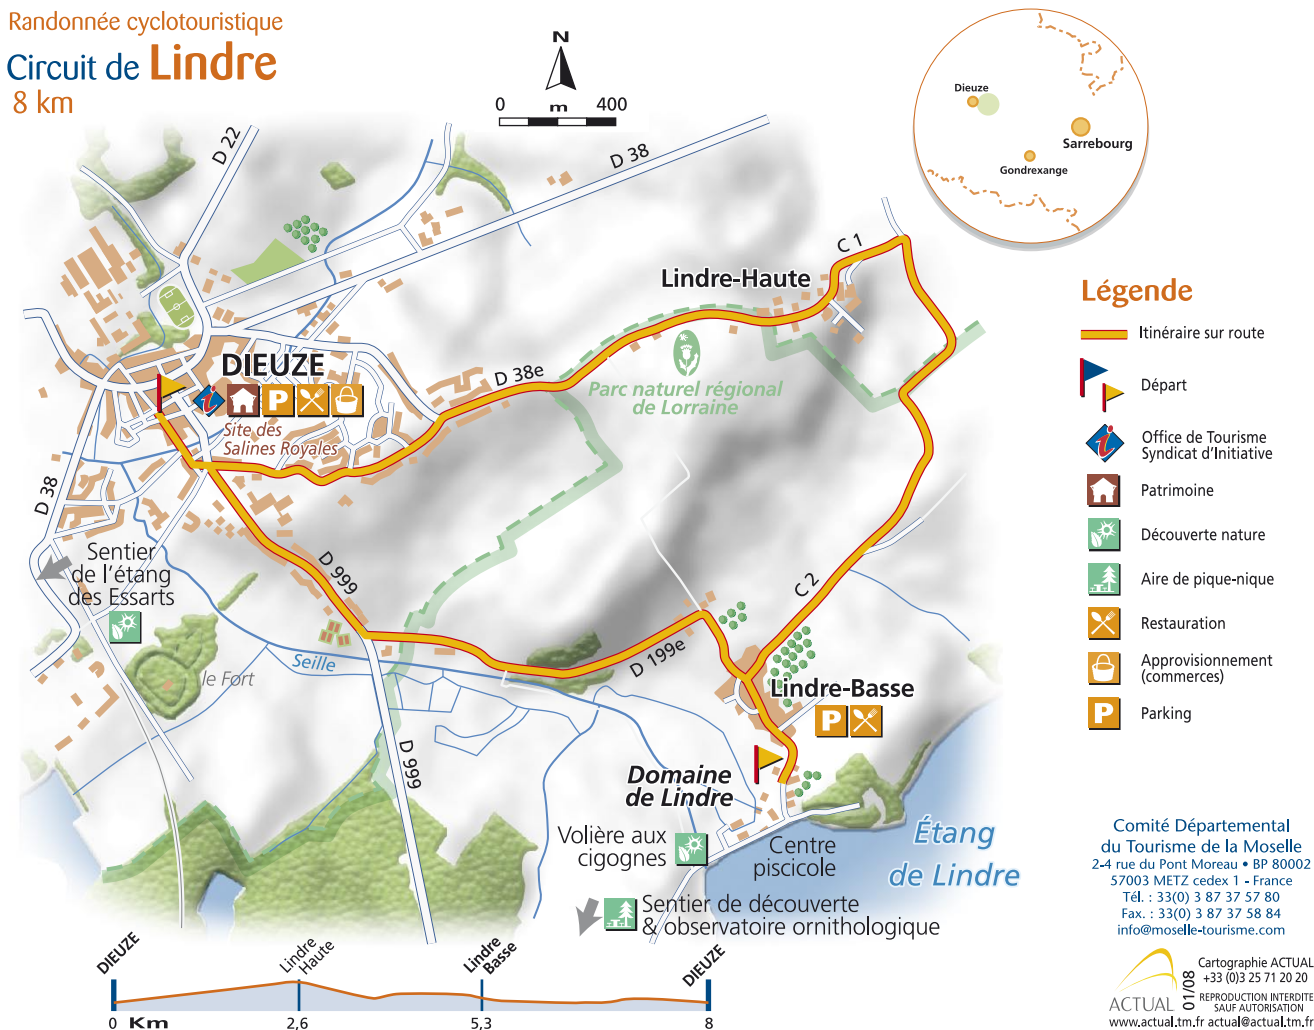 Randonnée cyclotouristique
Circuit de Lindre
8 km
N
0 m 400
D 22
D 38
Dieuze
Sarrebourg
Gondrexange
C 1
Lindre-Haute
DIEUZE
P
Site des
Salines Royales
D 38e
Parc naturel régional
de Lorraine
D 38
Sentier
de l'étang
des Essarts
D 999
le Fort
Seille
C 2
D 199e
Lindre-Basse
P
D 999
Domaine
de Lindre
Volière aux
cigognes
Centre
piscicole
Étang
de Lindre
Sentier de découverte
& observatoire ornithologique
Légende
Itinéraire sur route
Départ
i
Office de Tourisme
Syndicat d'Initiative
Patrimoine
Découverte nature
Aire de pique-nique
Restauration
Approvisionnement
(commerces)
P
Parking
Comité Départemental
du Tourisme de la Moselle
2-4 rue du Pont Moreau • BP 80002
57003 METZ cedex 1 - France
Tél. : 33(0) 3 87 37 57 80
Fax. : 33(0) 3 87 37 58 84
info@moselle-tourisme.com
ACTUAL
01/08
Cartographie ACTUAL
+33 (0)3 25 71 20 20
REPRODUCTION INTERDITE
SAUF AUTORISATION
www.actual.tm.fr actual@actual.tm.fr
DIEUZE
Lindre
Haute
Lindre
Basse
DIEUZE
0 Km 2,6 5,3 8